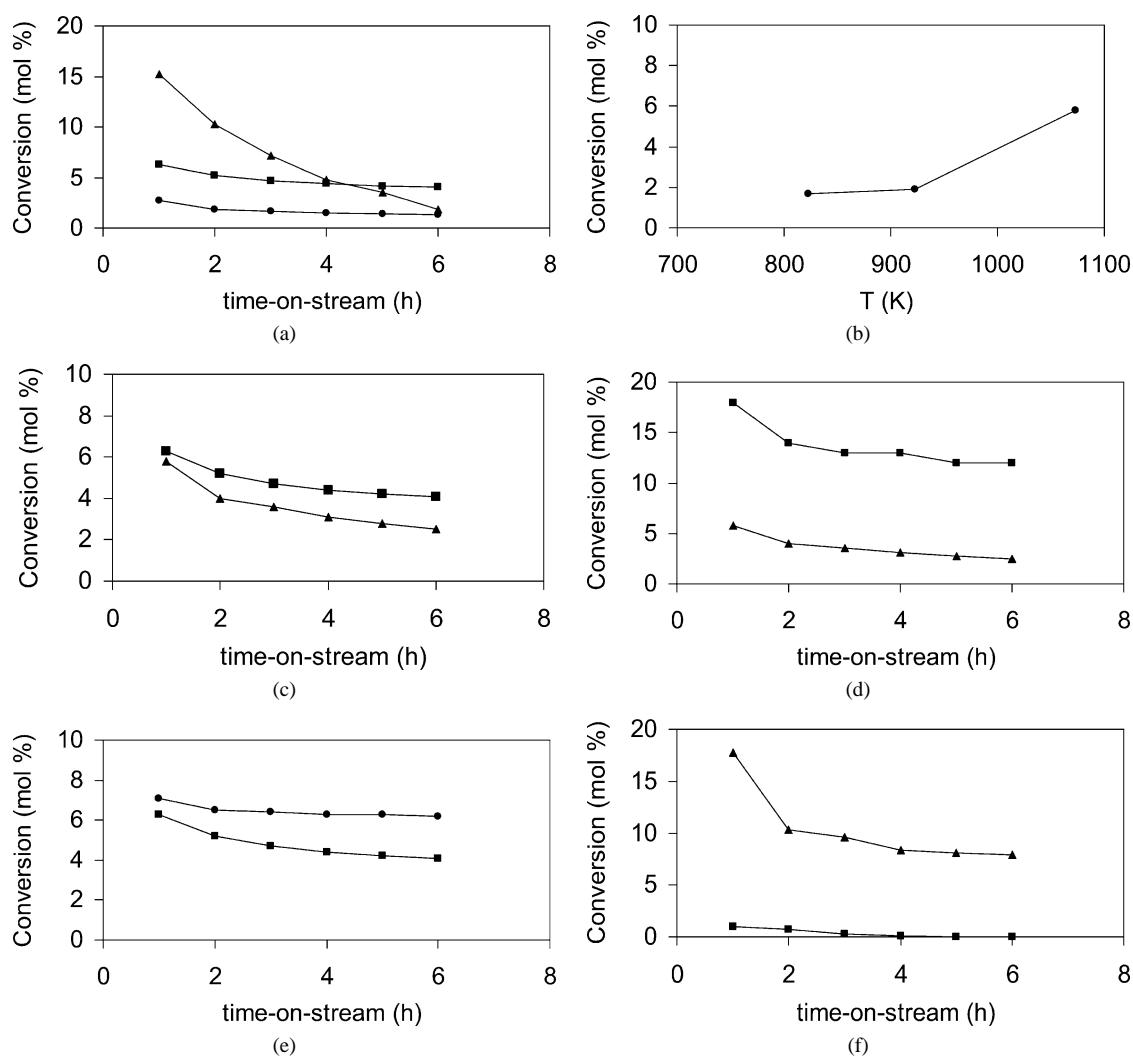 Conversion (mol %)
20
15
10
5
0
0 2 4 6 8
time-on-stream (h)
(a)
Conversion (mol %)
10
8
6
4
2
0
700 800 900 1000 1100
T (K)
(b)
Conversion (mol %)
10
8
6
4
2
0
0 2 4 6 8
time-on-stream (h)
(c)
Conversion (mol %)
20
15
10
5
0
0 2 4 6 8
time-on-stream (h)
(d)
Conversion (mol %)
10
8
6
4
2
0
0 2 4 6 8
time-on-stream (h)
(e)
Conversion (mol %)
20
15
10
5
0
0 2 4 6 8
time-on-stream (h)
(f)